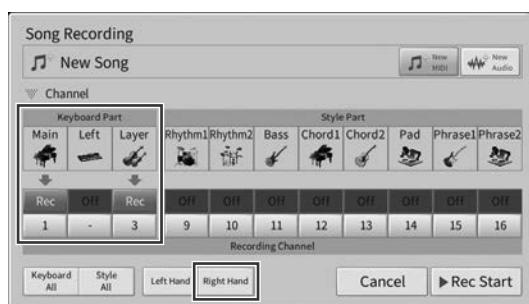 Song Recording
New Song
New MIDI
New Audio
Channel
Keyboard Part Style Part
Main Left Layer Rhythm1 Rhythm2 Bass Chord1 Chord2 Pad Phrase1 Phrase2
Rec Off Rec Off Off Off Off Off Off Off Off
1 - 3 9 10 11 12 13 14 15 16
Recording Channel
Keyboard All Style All Left Hand Right Hand Cancel Rec Start